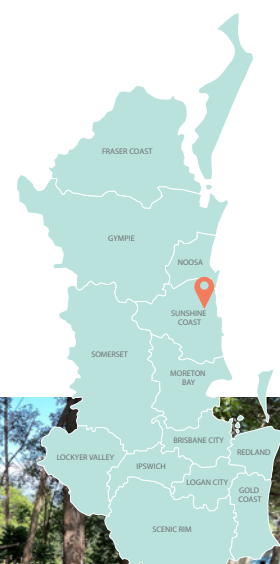 FRASER COAST
GYMPIE
NOOSA
SUNSHINE
COAST
SOMERSET
MORETON
BAY
BRISBANE CITY
REDLAND
LOCKYER VALLEY
IPSWICH
LOGAN CITY
GOLD
COAST
SCENIC RIM